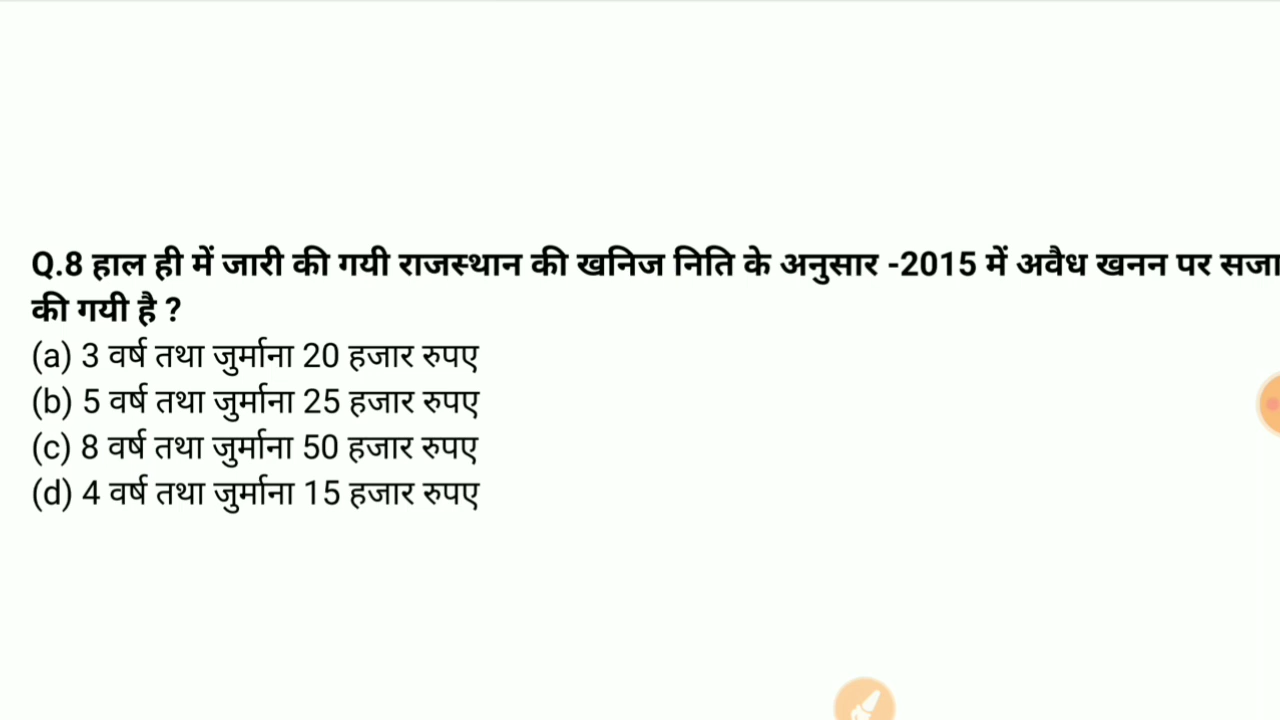 Q.8 हाल ही में जारी की गयी राजस्थान की खनिज निति के अनुसार -2015 में अवैध खनन पर सजा
की गयी है ?
(a) 3 वर्ष तथा जुर्माना 20 हजार रुपए
(b) 5 वर्ष तथा जुर्माना 25 हजार रुपए
(c) 8 वर्ष तथा जुर्माना 50 हजार रुपए
(d) 4 वर्ष तथा जुर्माना 15 हजार रुपए